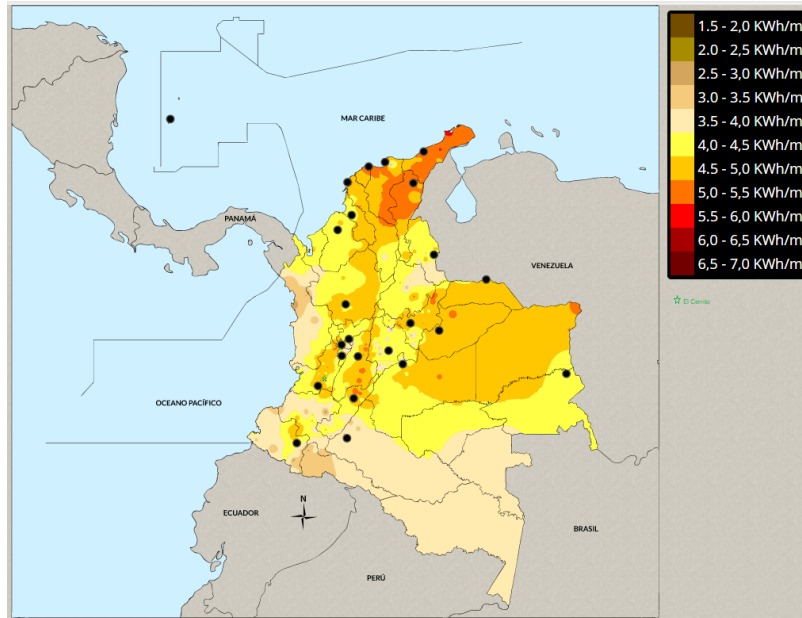 MAR CARIBE
PANAMÁ
VENEZUELA
OCEANO PACÍFICO
N
ECUADOR
BRASIL
PERÚ
1.5 - 2,0 KWh/m
2.0 - 2,5 KWh/m
2.5 - 3,0 KWh/m
3.0 - 3.5 KWh/m
3.5 - 4,0 KWh/m
4,0 - 4,5 KWh/m
4.5 - 5,0 KWh/m
5,0 - 5,5 KWh/m
5.5 - 6,0 KWh/m
6,0 - 6,5 KWh/m
6,5 - 7,0 KWh/m
El Cerrito